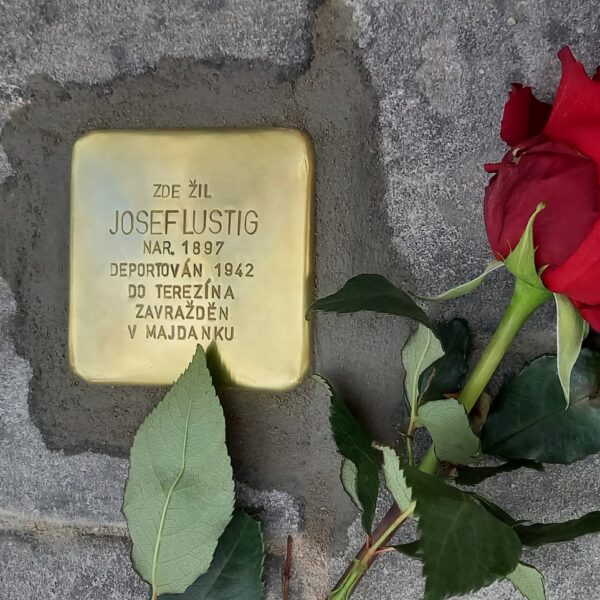 ZDE ŽIL
JOSEF LUSTIG
NAR. 1897
DEPORTOVÁN 1942
DO TEREZÍNA
ZAVRAŽDĚN
V MAJDANKU